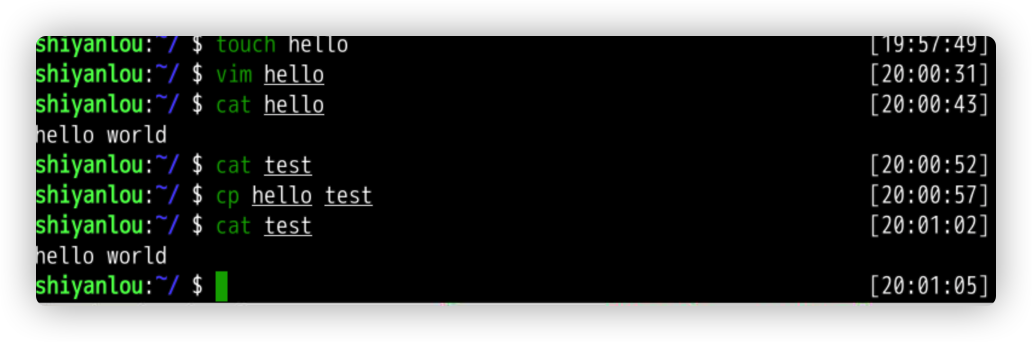 shiyanlou:~/ $ touch hello [19:57:49]
shiyanlou:~/ $ vim hello [20:00:31]
shiyanlou:~/ $ cat hello [20:00:43]
hello world
shiyanlou:~/ $ cat test [20:00:52]
shiyanlou:~/ $ cp hello test [20:00:57]
shiyanlou:~/ $ cat test [20:01:02]
hello world
shiyanlou:~/ $ [20:01:05]